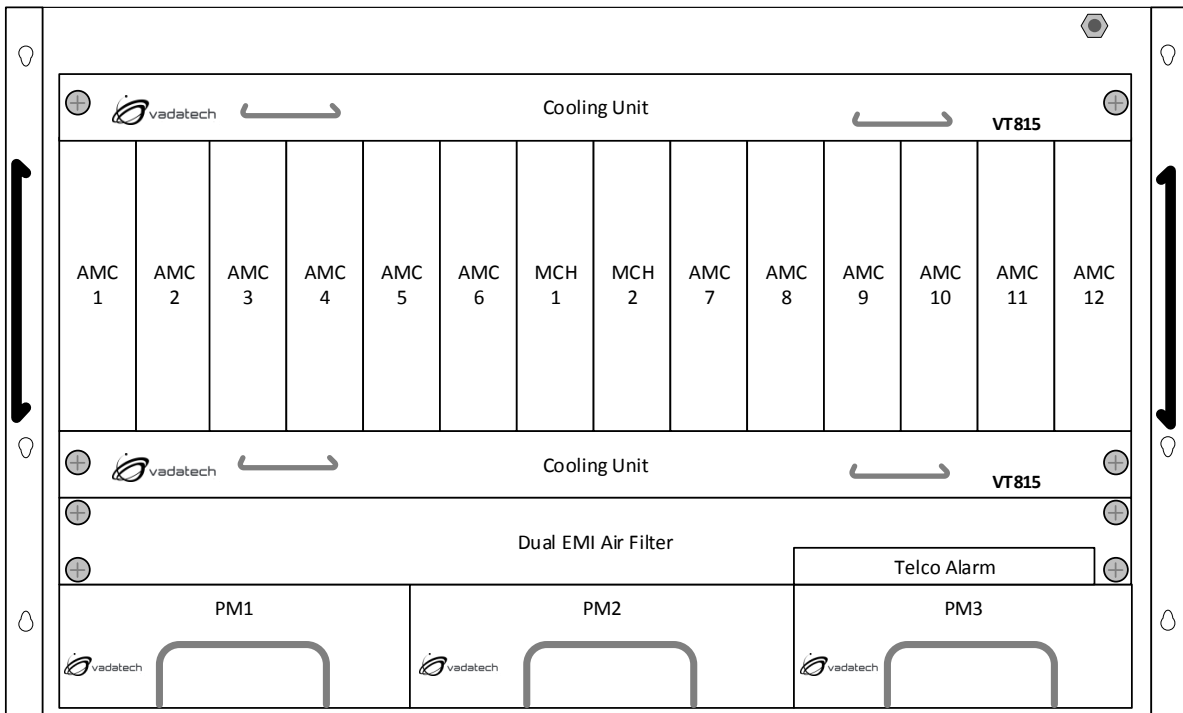 vadatech
Cooling Unit
VT815
AMC
1
AMC
2
AMC
3
AMC
4
AMC
5
AMC
6
MCH
1
MCH
2
AMC
7
AMC
8
AMC
9
AMC
10
AMC
11
AMC
12
vadatech
Cooling Unit
VT815
Dual EMI Air Filter
Telco Alarm
PM1
PM2
PM3
vadatech
vadatech
vadatech